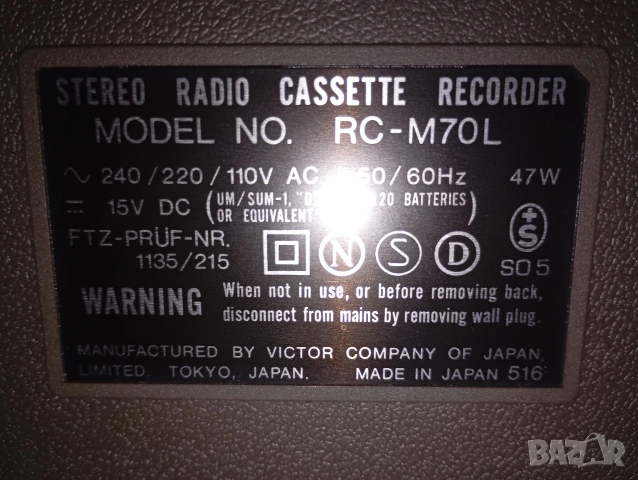 STEREO RADIO CASSETTE RECORDER
MODEL NO. RC-M70L
~ 240/220/110V AC 50/60Hz 47W
15V DC (UM/SUM-1, "D" 20 BATTERIES
OR EQUIVALENT)
FTZ-PRÜF-NR.
1135/215
N S D
+S
SO5
WARNING When not in use, or before removing back,
disconnect from mains by removing wall plug.
MANUFACTURED BY VICTOR COMPANY OF JAPAN,
LIMITED. TOKYO, JAPAN. MADE IN JAPAN 516
BAZAR